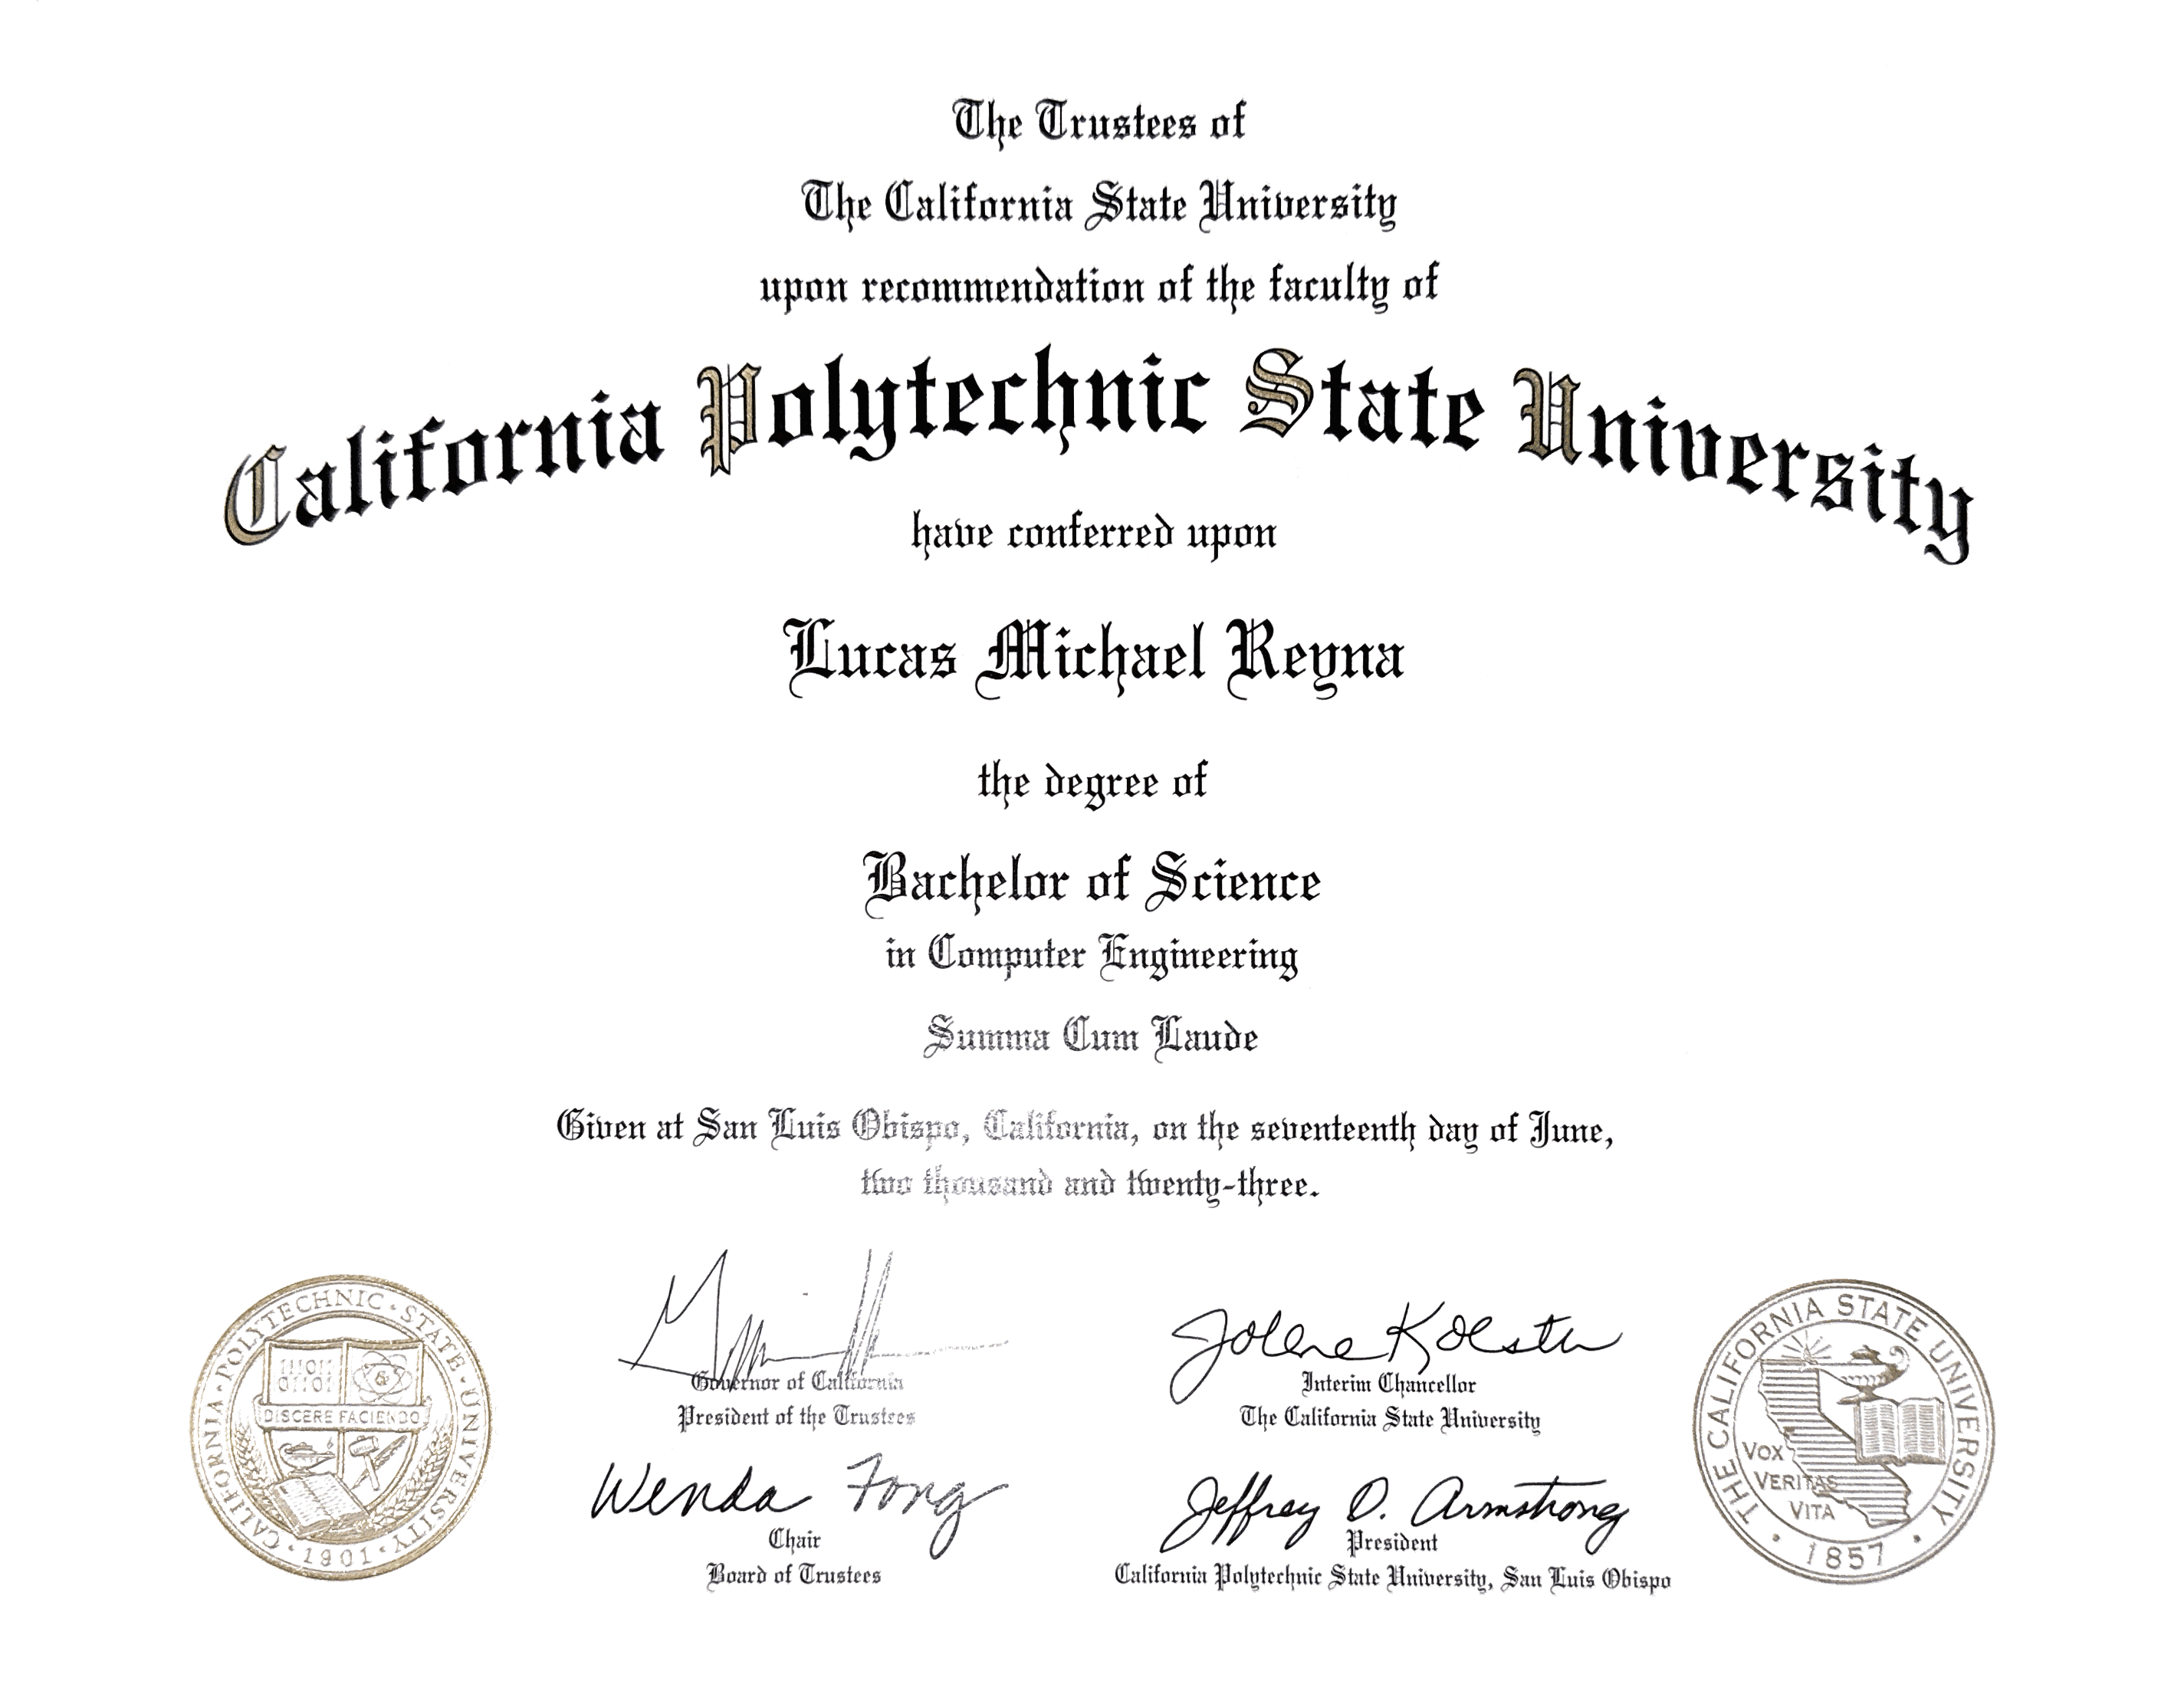 The Trustees of
The California State University
upon recommendation of the faculty of
California Polytechnic State University
have conferred upon
Lucas Michael Reyna
the degree of
Bachelor of Science
in Computer Engineering
Summa Cum Laude
Given at San Luis Obispo, California, on the seventeenth day of June,
two thousand and twenty-three.
Governor of California
President of the Trustees
Jolene Koester
Interim Chancellor
The California State University
Wenda Fong
Chair
Board of Trustees
Jeffrey D. Armstrong
President
California Polytechnic State University, San Luis Obispo
CALIFORNIA · POLYTECHNIC · STATE · UNIVERSITY
111011
01101
&
DISCERE FACIENDO
· 1901 ·
THE CALIFORNIA STATE UNIVERSITY
VOX
VERITAS
VITA
· 1857 ·